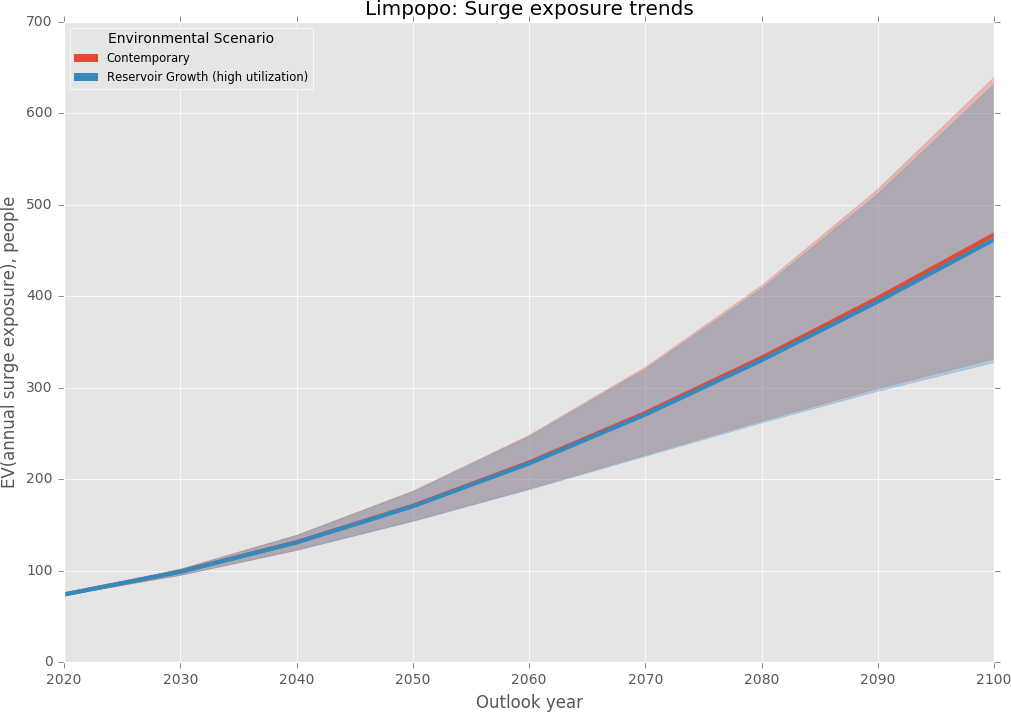 Limpopo: Surge exposure trends
700
600
500
400
300
200
100
0
EV(annual surge exposure), people
Environmental Scenario
Contemporary
Reservoir Growth (high utilization)
2020 2030 2040 2050 2060 2070 2080 2090 2100
Outlook year